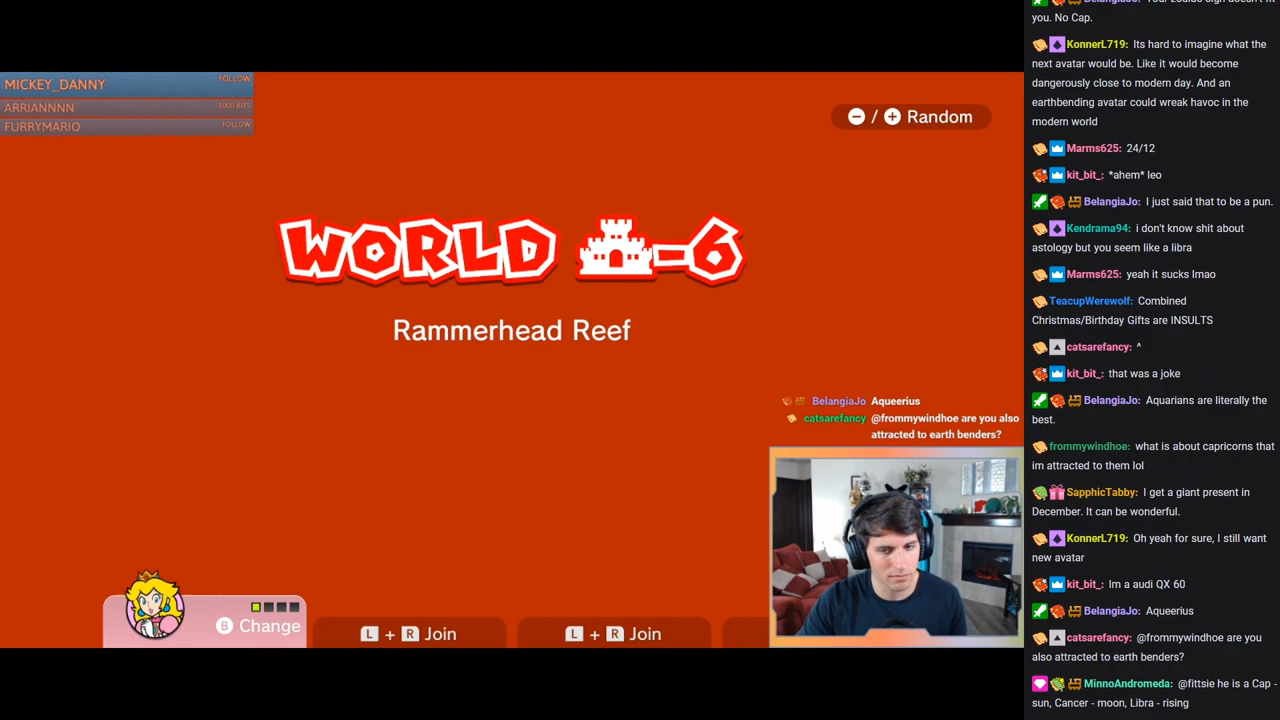 MICKEY_DANNY FOLLOW
ARRIANNNN 1000 BITS
FURRYMARIO FOLLOW
- / + Random
WORLD -6
Rammerhead Reef
BelangiaJo Aqueerius
catsarefancy @frommywindhoe are you also
attracted to earth benders?
B Change
L + R Join
L + R Join
you. No Cap.
KonnerL719: Its hard to imagine what the
next avatar would be. Like it would become
dangerously close to modern day. And an
earthbending avatar could wreak havoc in the
modern world
Marms625: 24/12
kit_bit_: *ahem* leo
BelangiaJo: I just said that to be a pun.
Kendrama94: i don't know shit about
astology but you seem like a libra
Marms625: yeah it sucks lmao
TeacupWerewolf: Combined
Christmas/Birthday Gifts are INSULTS
catsarefancy: ^
kit_bit_: that was a joke
BelangiaJo: Aquarians are literally the
best.
frommywindhoe: what is about capricorns that
im attracted to them lol
SapphicTabby: I get a giant present in
December. It can be wonderful.
KonnerL719: Oh yeah for sure, I still want
new avatar
kit_bit_: Im a audi QX 60
BelangiaJo: Aqueerius
catsarefancy: @frommywindhoe are you
also attracted to earth benders?
MinnoAndromeda: @fittsie he is a Cap -
sun, Cancer - moon, Libra - rising